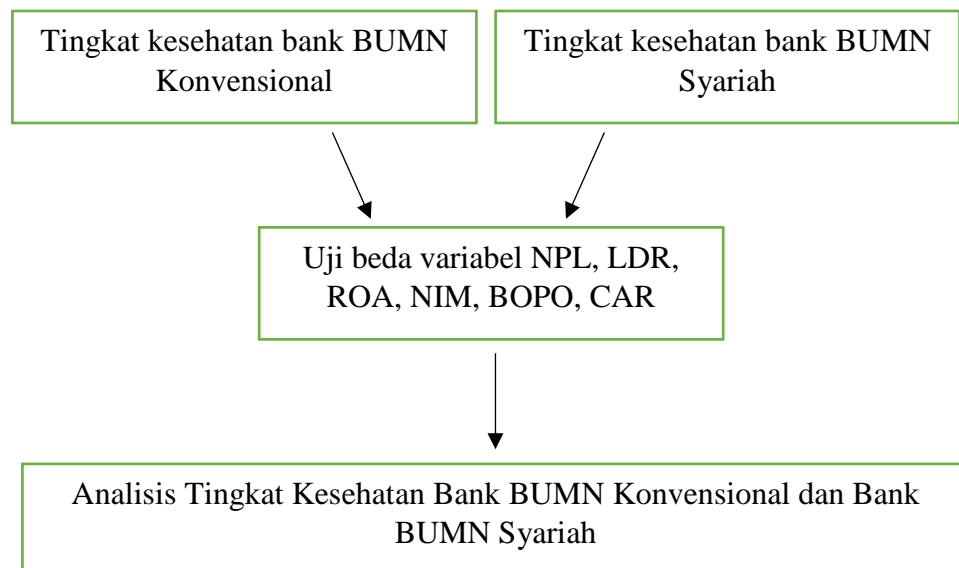 Tingkat kesehatan bank BUMN
Konvensional
Tingkat kesehatan bank BUMN
Syariah
Uji beda variabel NPL, LDR,
ROA, NIM, BOPO, CAR
Analisis Tingkat Kesehatan Bank BUMN Konvensional dan Bank
BUMN Syariah